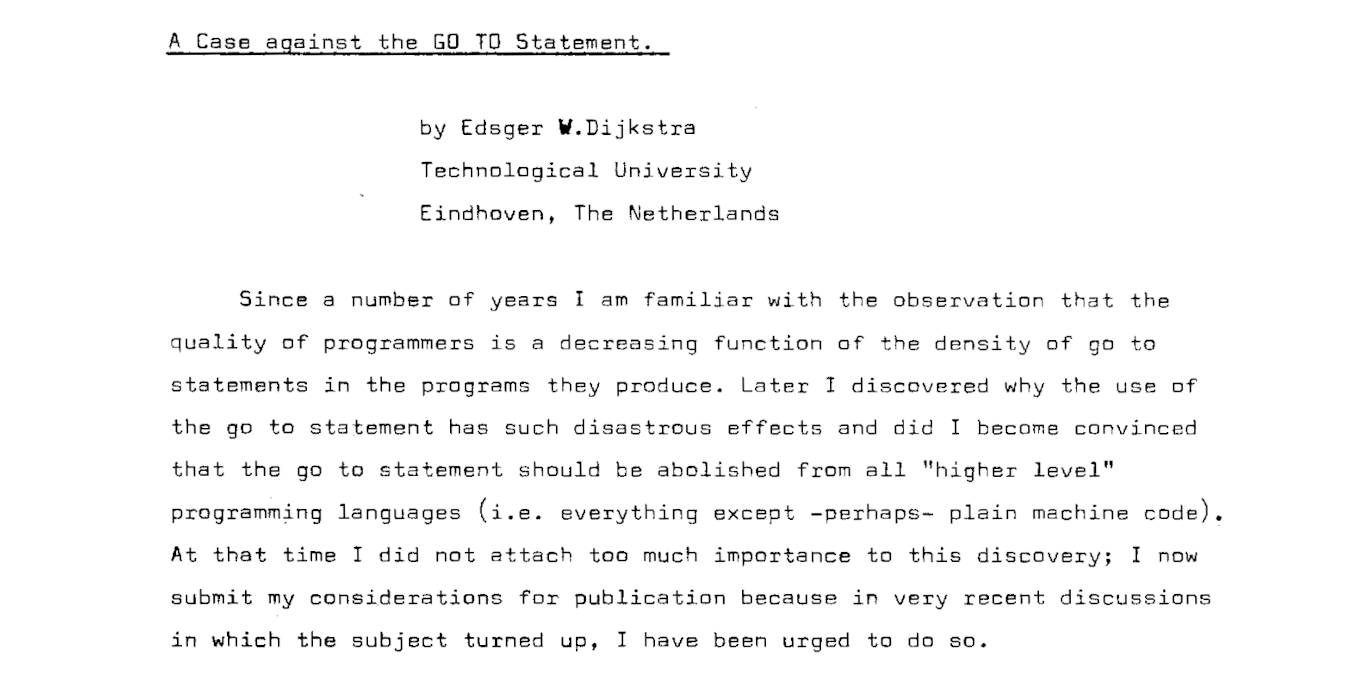 A Case against the GO TO Statement.
by Edsger W.Dijkstra
Technological University
Eindhoven, The Netherlands
Since a number of years I am familiar with the observation that the
quality of programmers is a decreasing function of the density of go to
statements in the programs they produce. Later I discovered why the use of
the go to statement has such disastrous effects and did I become convinced
that the go to statement should be abolished from all "higher level"
programming languages (i.e. everything except -perhaps- plain machine code).
At that time I did not attach too much importance to this discovery; I now
submit my considerations for publication because in very recent discussions
in which the subject turned up, I have been urged to do so.